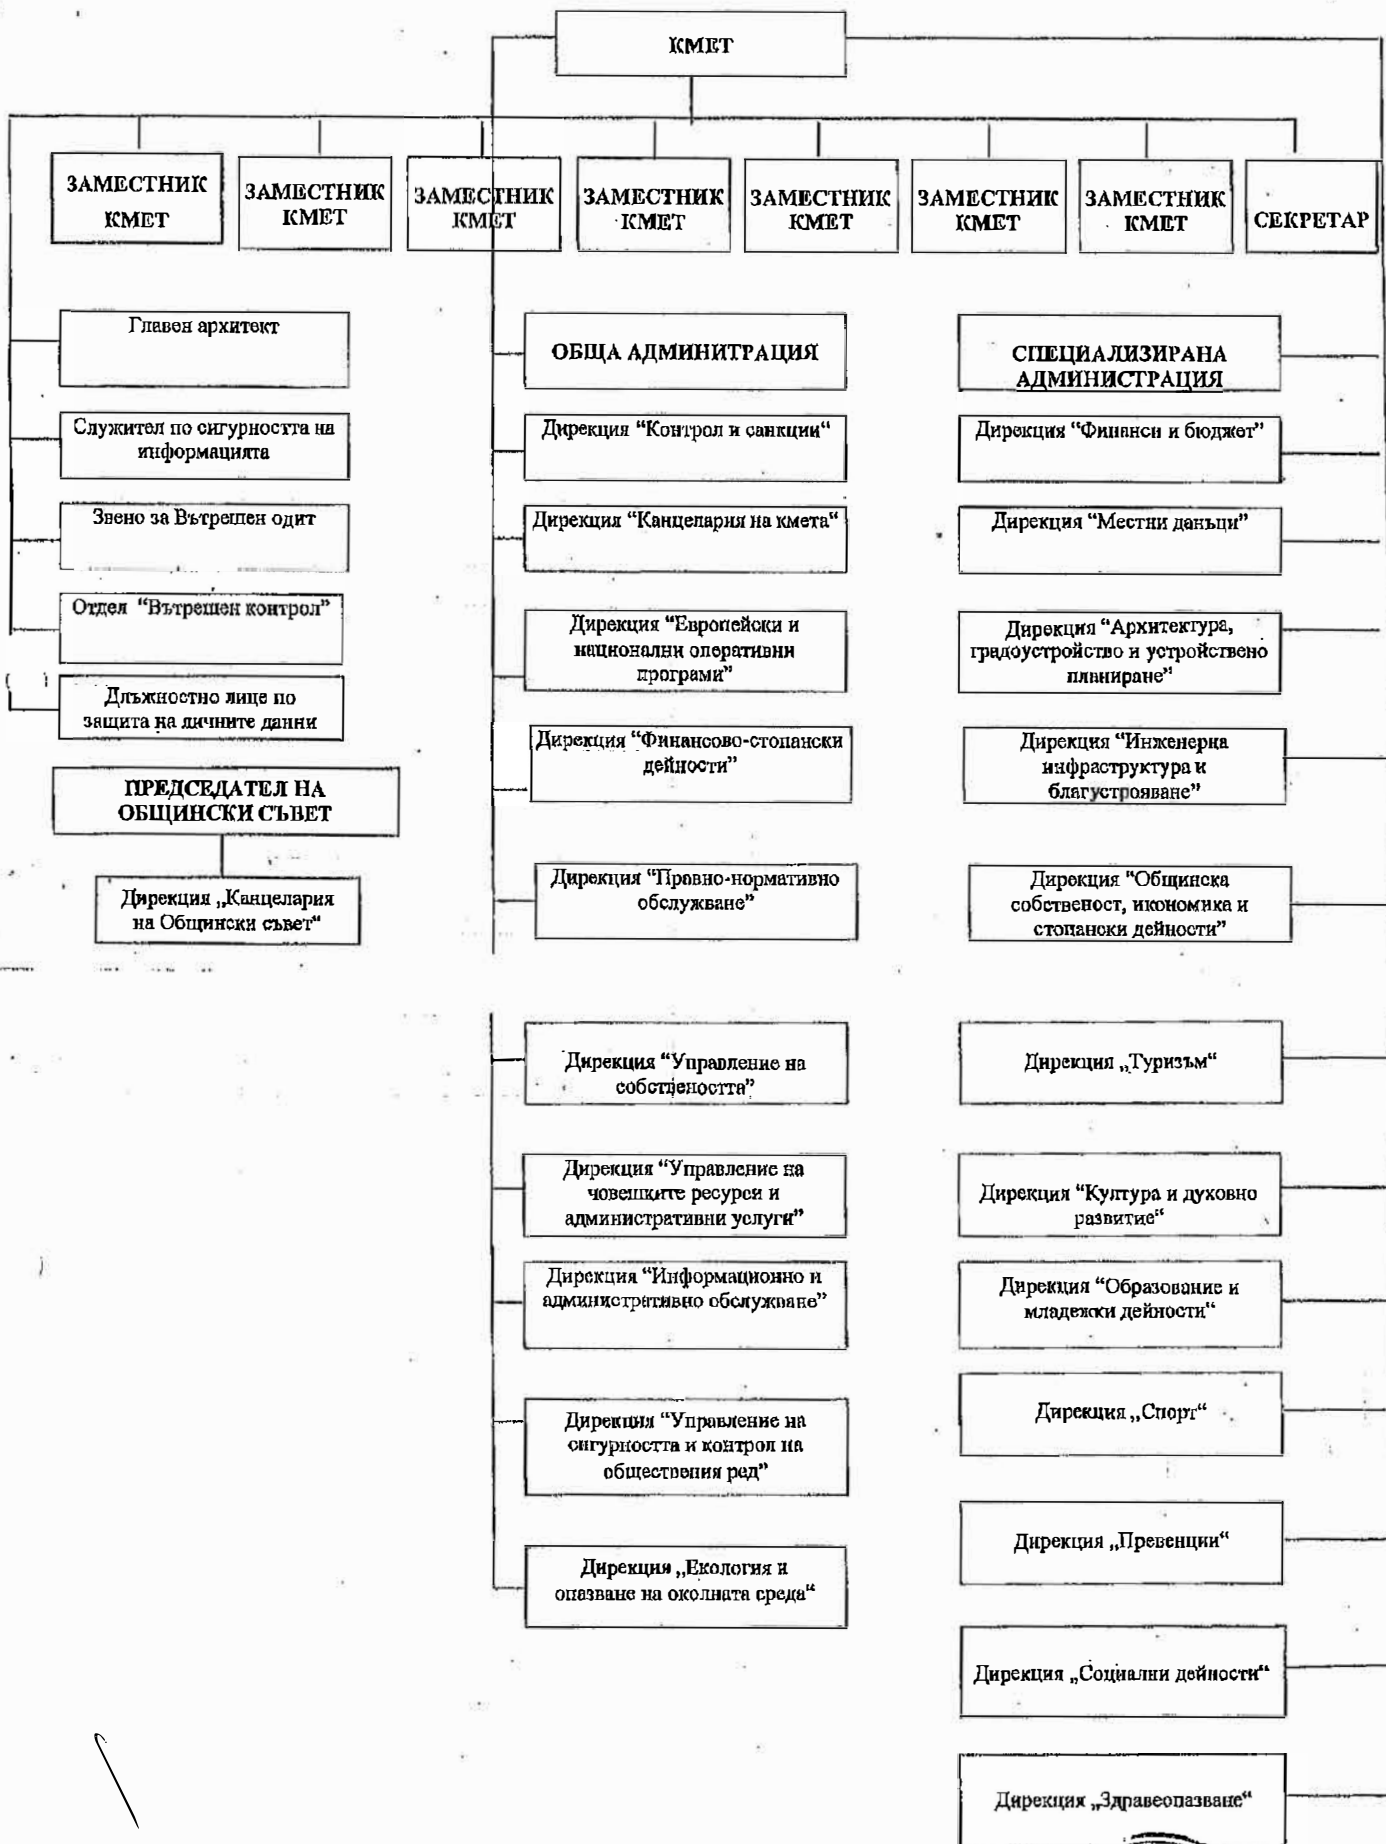 КМЕТ
ЗАМЕСТНИК
КМЕТ
ЗАМЕСТНИК
КМЕТ
ЗАМЕСТНИК
КМЕТ
ЗАМЕСТНИК
КМЕТ
ЗАМЕСТНИК
КМЕТ
ЗАМЕСТНИК
КМЕТ
ЗАМЕСТНИК
КМЕТ
СЕКРЕТАР
Главен архитект
Служител по сигурността на
информацията
Звено за Вътрешен одит
Отдел “Вътрешен контрол”
Длъжностно лице по
защита на личните данни
ПРЕДСЕДАТЕЛ НА
ОБЩИНСКИ СЪВЕТ
Дирекция „Канцелария
на Общински съвет“
ОБЩА АДМИНИТРАЦИЯ
Дирекция “Контрол и санкции“
Дирекция “Канцелария на кмета“
Дирекция “Европейски и
национални оперативни
програми”
Дирекция “Финансово-стопански
дейности”
Дирекция “Правно-нормативно
обслужване”
Дирекция “Управление на
собствеността”
Дирекция “Управление на
човешките ресурси и
административни услуги”
Дирекция “Информационно и
административно обслужване”
Дирекция “Управление на
сигурността и контрол на
обществения ред”
Дирекция „Екология и
опазване на околната среда“
СПЕЦИАЛИЗИРАНА
АДМИНИСТРАЦИЯ
Дирекция “Финанси и бюджет”
Дирекция “Местни данъци”
Дирекция “Архитектура,
градоустройство и устройствено
планиране”
Дирекция “Инженерна
инфраструктура и
благустрояване”
Дирекция “Общинска
собственост, икономика и
стопански дейности”
Дирекция „Туризъм“
Дирекция “Култура и духовно
развитие“
Дирекция “Образование и
младежки дейности“
Дирекция „Спорт“
Дирекция „Превенции“
Дирекция „Социални дейности“
Дирекция „Здравеопазване“